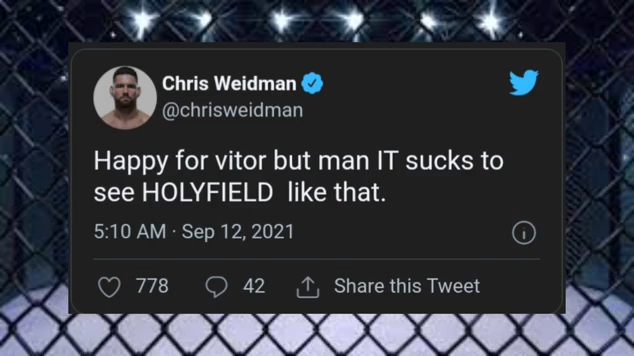 Chris Weidman
@chrisweidman
Happy for vitor but man IT sucks to
see HOLYFIELD like that.
5:10 AM · Sep 12, 2021
778 42 Share this Tweet